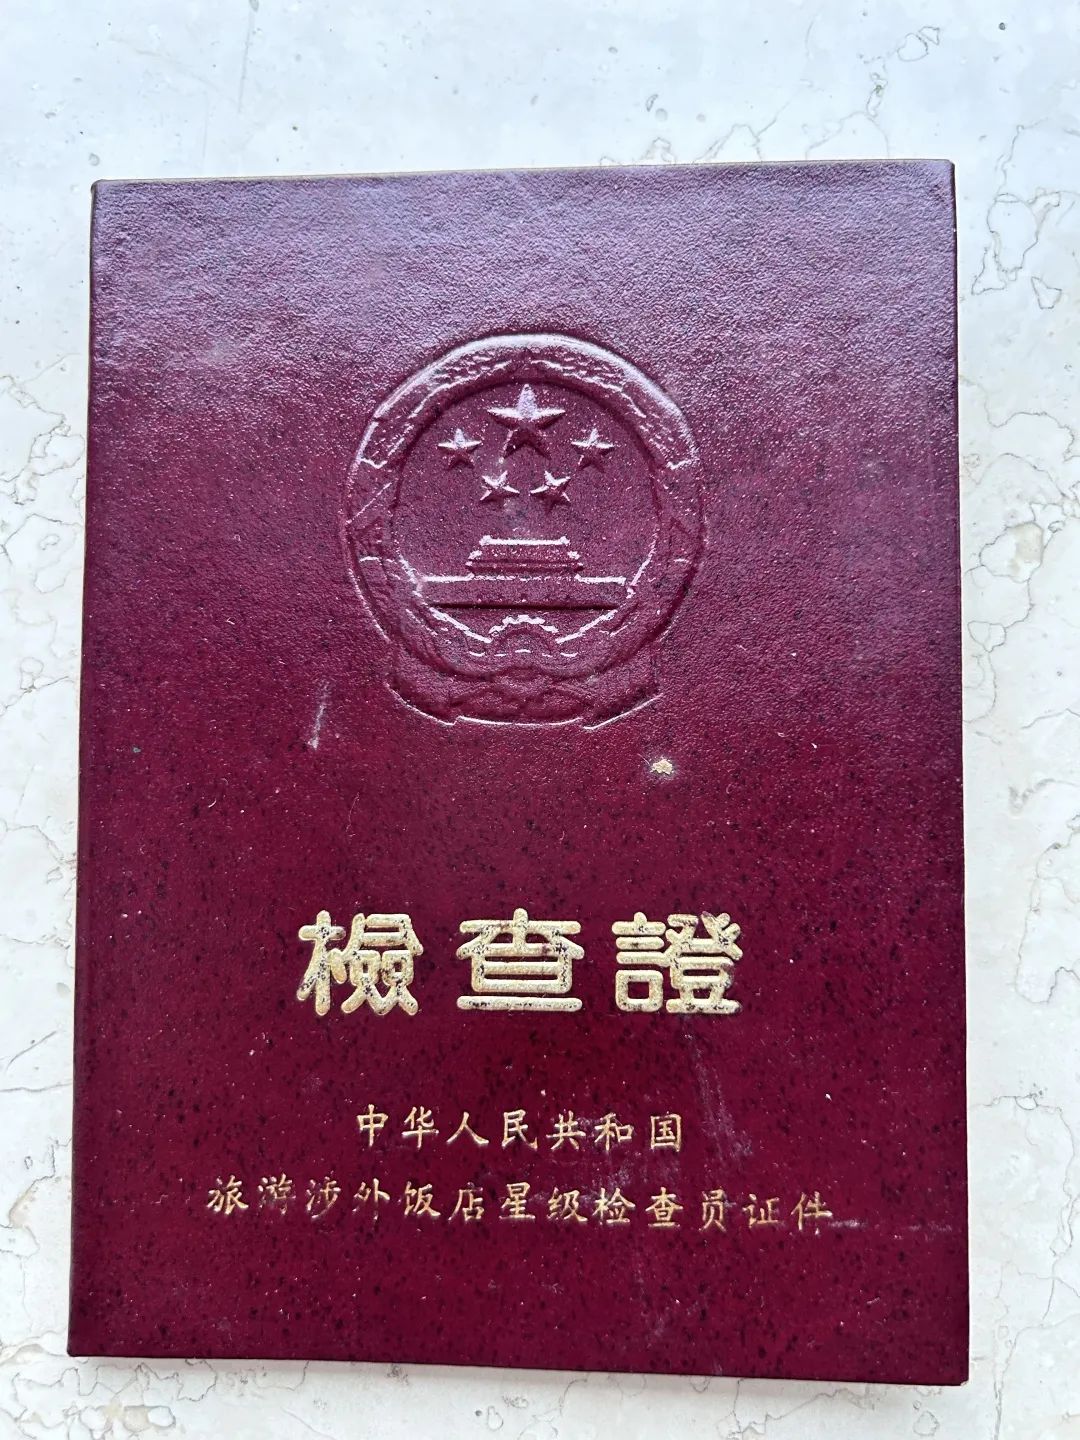 檢查證
中华人民共和国
旅游涉外饭店星级检查员证件